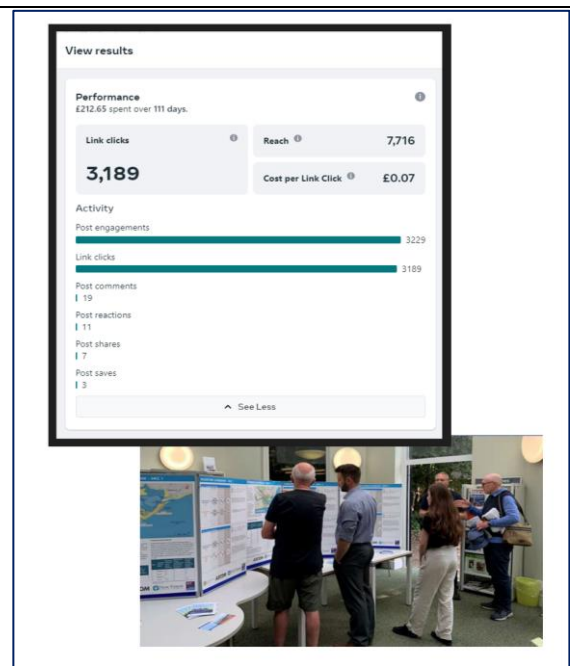 View results
Performance
£212.65 spent over 111 days.
Link clicks
3,189
Reach
7,716
Cost per Link Click
£0.07
Activity
Post engagements
3229
Link clicks
3189
Post comments
19
Post reactions
11
Post shares
7
Post saves
3
See Less